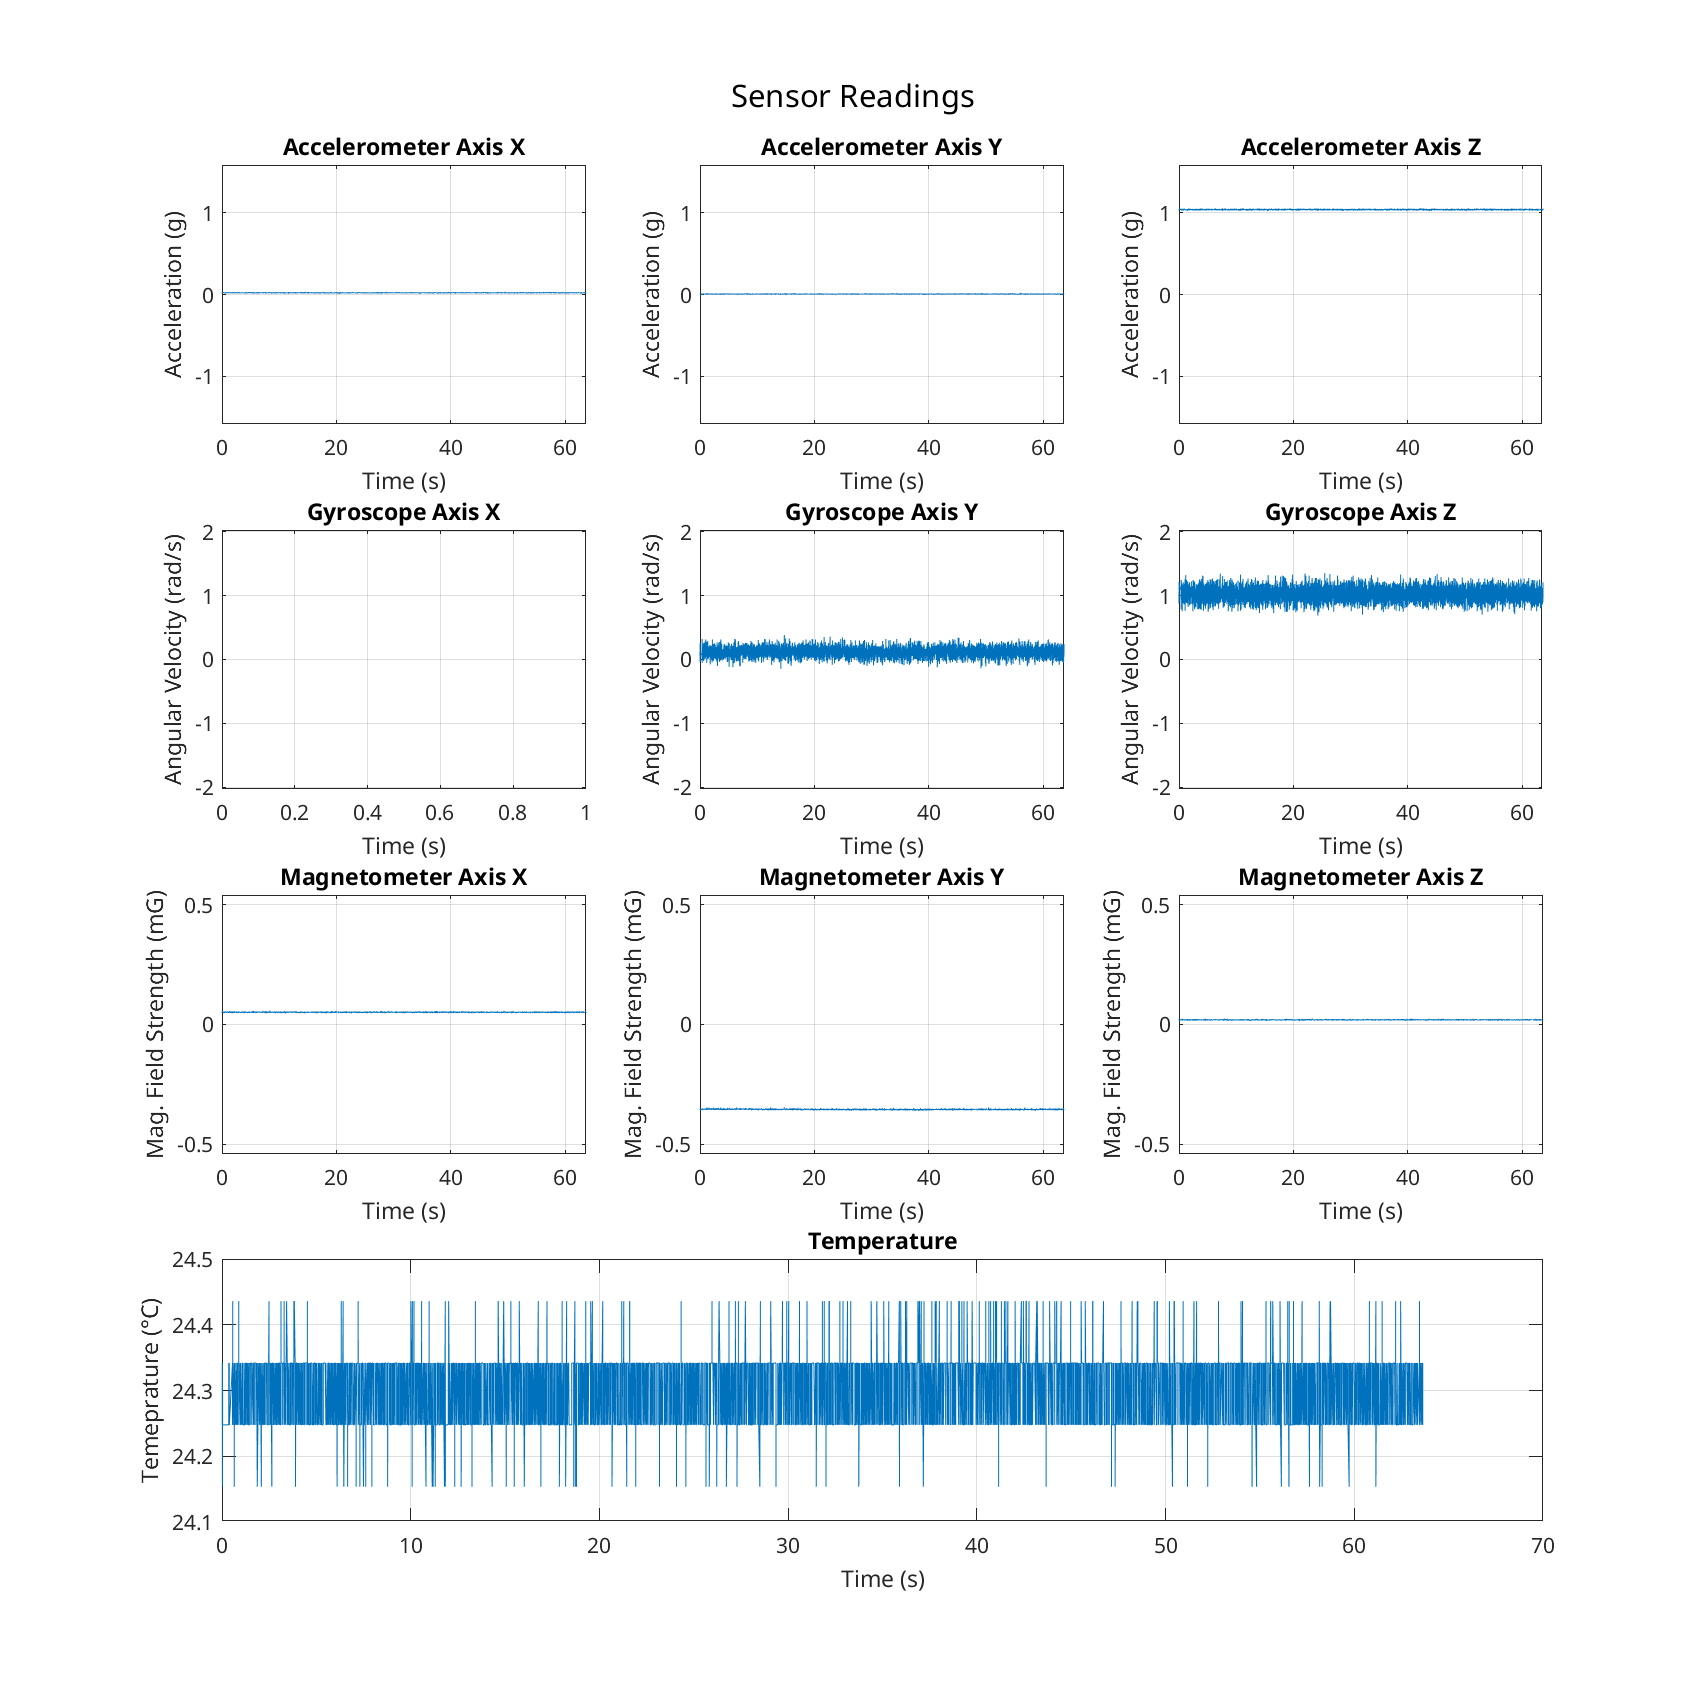 Sensor Readings
Accelerometer Axis X
Accelerometer Axis Y
Accelerometer Axis Z
Acceleration (g)
1
0
-1
0 20 40 60
Time (s)
Acceleration (g)
1
0
-1
0 20 40 60
Time (s)
Acceleration (g)
1
0
-1
0 20 40 60
Time (s)
Gyroscope Axis X
Gyroscope Axis Y
Gyroscope Axis Z
Angular Velocity (rad/s)
2
1
0
-1
-2
0 0.2 0.4 0.6 0.8 1
Time (s)
Angular Velocity (rad/s)
2
1
0
-1
-2
0 20 40 60
Time (s)
Angular Velocity (rad/s)
2
1
0
-1
-2
0 20 40 60
Time (s)
Magnetometer Axis X
Magnetometer Axis Y
Magnetometer Axis Z
Mag. Field Strength (mG)
0.5
0
-0.5
0 20 40 60
Time (s)
Mag. Field Strength (mG)
0.5
0
-0.5
0 20 40 60
Time (s)
Mag. Field Strength (mG)
0.5
0
-0.5
0 20 40 60
Time (s)
Temperature
Temeprature (°C)
24.5
24.4
24.3
24.2
24.1
0 10 20 30 40 50 60 70
Time (s)